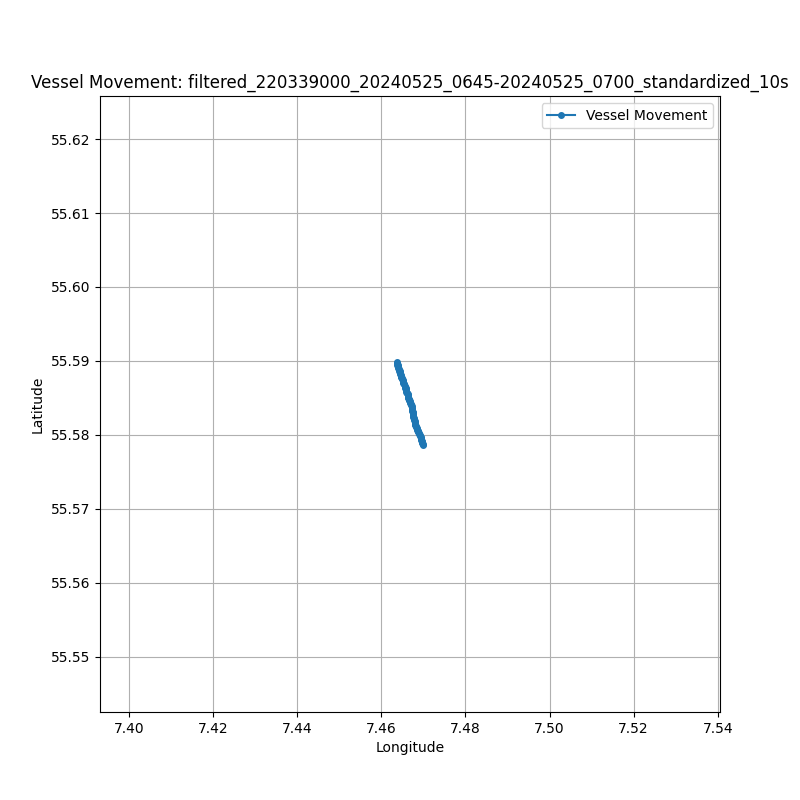 Vessel Movement: filtered_220339000_20240525_0645-20240525_0700_standardized_10s
Vessel Movement
55.62
55.61
55.60
55.59
55.58
55.57
55.56
55.55
Latitude
7.40 7.42 7.44 7.46 7.48 7.50 7.52 7.54
Longitude